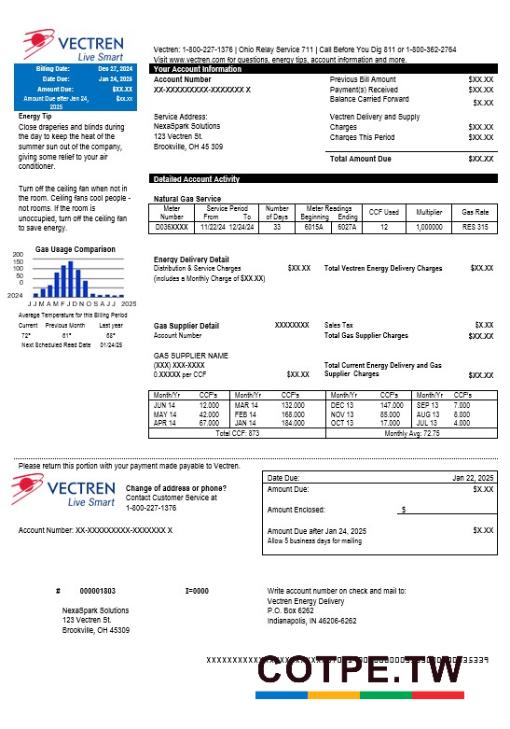 VECTREN
Live Smart
Vectren: 1-800-227-1376 | Ohio Relay Service 711 | Call Before You Dig 811 or 1-800-362-2764
Visit www.vectren.com for questions, energy tips, account information and more.
Billing Date: Dec 27, 2024
Date Due: Jan 24, 2025
Amount Due: $XX.XX
Amount Due after Jan 24, 2025 $xx.xx
Energy Tip
Close draperies and blinds during
the day to keep the heat of the
summer sun out of the company,
giving some relief to your air
conditioner.
Turn off the ceiling fan when not in
the room. Ceiling fans cool people -
not rooms. If the room is
unoccupied, turn off the ceiling fan
to save energy.
Gas Usage Comparison
200
150
100
50
0
2024 J J M A M F J D N O S A J J 2025
Average Temperature for this Billing Period
Current Previous Month Last year
72° 61° 68°
Next Scheduled Read Date 01/24/25
Your Account Information
Account Number
XX-XXXXXXXXX-XXXXXXX X
Service Address:
NexaSpark Solutions
123 Vectren St.
Brookville, OH 45 309
Previous Bill Amount $XX.XX
Payment(s) Received $XX.XX
Balance Carried Forward $X.XX
Vectren Delivery and Supply
Charges $XX.XX
Charges This Period $XX.XX
Total Amount Due $XX.XX
Detailed Account Activity
Natural Gas Service
Meter Number Service Period From To Number of Days Meter Readings Beginning Ending CCF Used Multiplier Gas Rate
D036XXXX 11/22/24 12/24/24 33 6015A 6027A 12 1,000000 RES 315
Energy Delivery Detail
Distribution & Service Charges $XX.XX Total Vectren Energy Delivery Charges $XX.XX
(includes a Monthly Charge of $XX.XX)
Gas Supplier Detail XXXXXXXX Sales Tax $X.XX
Account Number Total Gas Supplier Charges $XX.XX
GAS SUPPLIER NAME
(XXX) XXX-XXXX
0.XXXXX per CCF $XX.XX
Total Current Energy Delivery and Gas
Supplier Charges $XX.XX
Month/Yr CCF's Month/Yr CCF's Month/Yr CCF's Month/Yr CCF's
JUN 14 12.000 MAR 14 132.000 DEC 13 147.000 SEP 13 7.000
MAY 14 42.000 FEB 14 168.000 NOV 13 85.000 AUG 13 8.000
APR 14 67.000 JAN 14 184.000 OCT 13 17.000 JUL 13 4.000
Total CCF: 873 Monthly Avg: 72.75
Please return this portion with your payment made payable to Vectren.
VECTREN
Live Smart
Change of address or phone?
Contact Customer Service at
1-800-227-1376
Account Number: XX-XXXXXXXXX-XXXXXXX X
Date Due: Jan 22, 2025
Amount Due: $X.XX
Amount Enclosed: $
Amount Due after Jan 24, 2025 $X.XX
Allow 5 business days for mailing
# 000001803 I=0000
NexaSpark Solutions
123 Vectren St.
Brookville, OH 45309
Write account number on check and mail to:
Vectren Energy Delivery
P.O. Box 6262
Indianapolis, IN 46206-6262
COTPE.TW